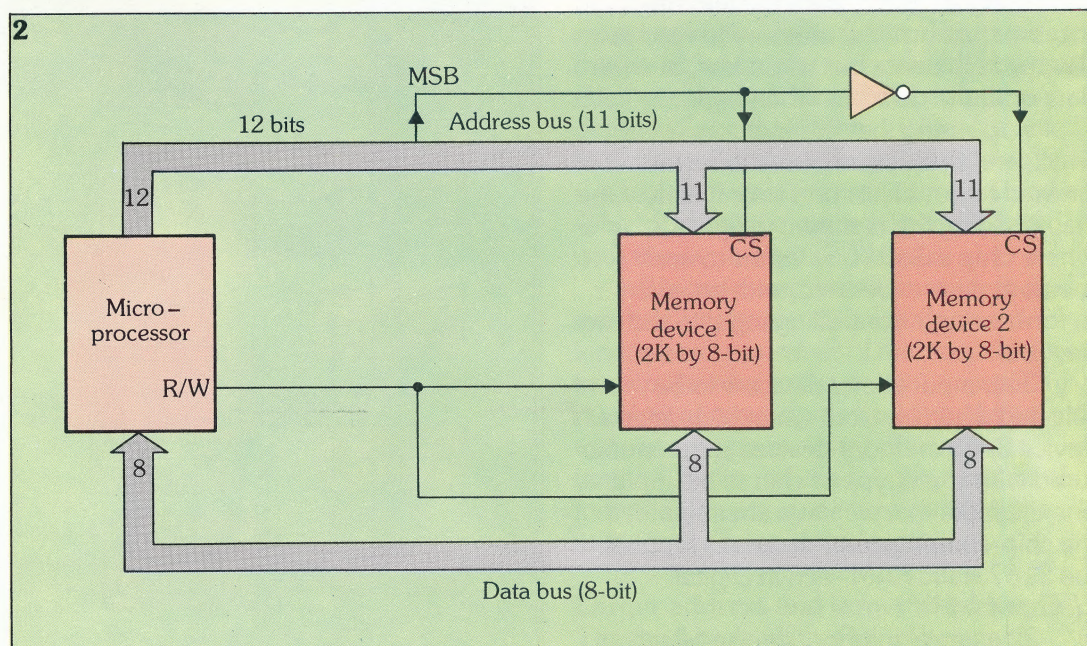 2
MSB
12 bits
Address bus (11 bits)
12
11
11
CS
CS
Micro–
processor
R/W
Memory
device 1
(2K by 8-bit)
Memory
device 2
(2K by 8-bit)
8
8
8
Data bus (8-bit)